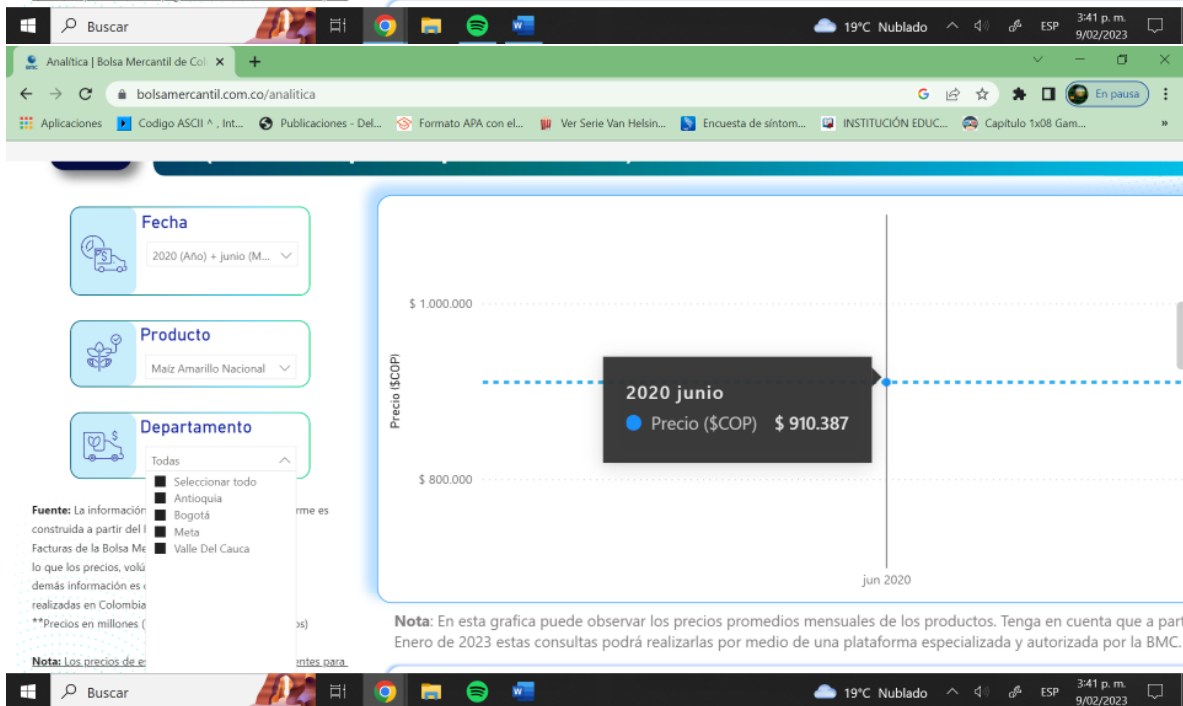 Buscar
19°C Nublado
ESP
3:41 p. m.
9/02/2023
Analítica | Bolsa Mercantil de Col
bolsamercantil.com.co/analitica
En pausa
Aplicaciones
Codigo ASCII ^ , Int...
Publicaciones - Del...
Formato APA con el...
Ver Serie Van Helsin...
Encuesta de síntom...
INSTITUCIÓN EDUC...
Capítulo 1x08 Gam...
»
Fecha
2020 (Año) + junio (M...
Producto
Maíz Amarillo Nacional
Departamento
Todas
Seleccionar todo
Antioquia
Bogotá
Meta
Valle Del Cauca
Fuente: La información rme es
construida a partir del
Facturas de la Bolsa Me
lo que los precios, volú
demás información es
realizadas en Colombia
**Precios en millones ( os)
Nota: Los precios de es entes para
Precio ($COP)
$ 1.000.000
$ 800.000
2020 junio
Precio ($COP) $ 910.387
jun 2020
Nota: En esta grafica puede observar los precios promedios mensuales de los productos. Tenga en cuenta que a part
Enero de 2023 estas consultas podrá realizarlas por medio de una plataforma especializada y autorizada por la BMC.
Buscar
19°C Nublado
ESP
3:41 p. m.
9/02/2023